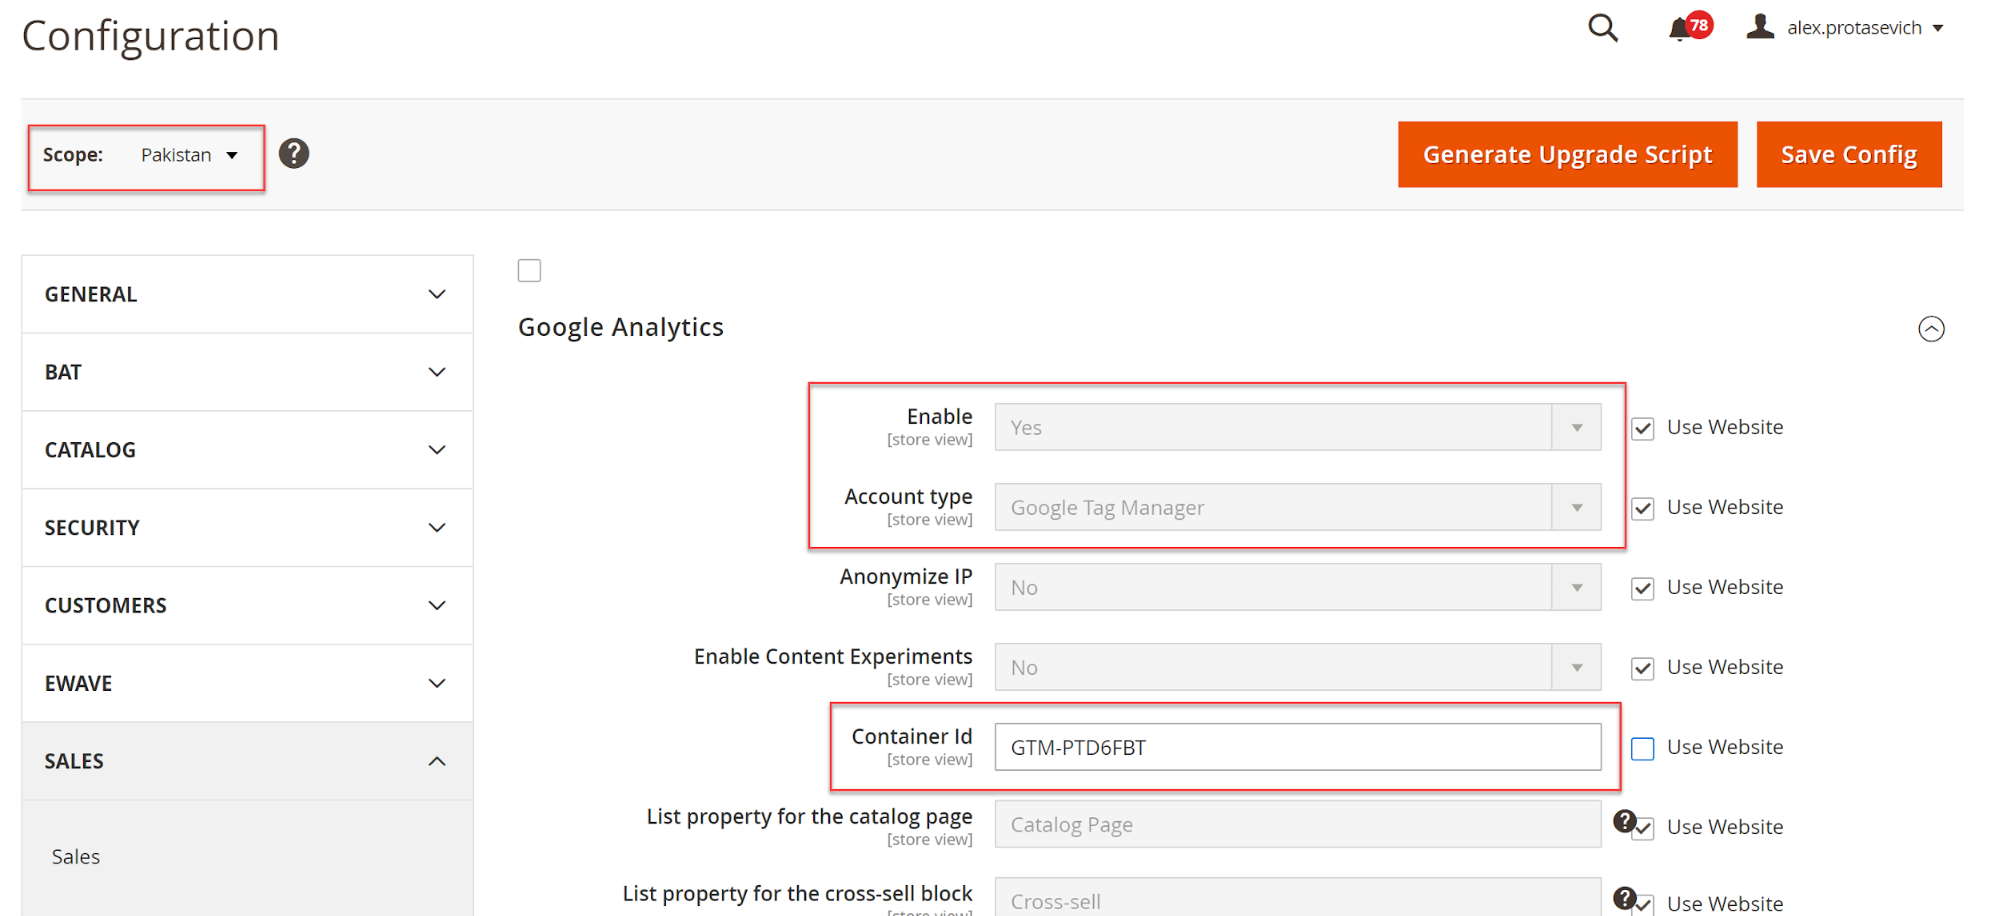 Configuration
78
alex.protasevich
Scope: Pakistan
?
Generate Upgrade Script
Save Config
GENERAL
BAT
CATALOG
SECURITY
CUSTOMERS
EWAVE
SALES
Sales
Google Analytics
Enable
[store view]
Yes
Use Website
Account type
[store view]
Google Tag Manager
Use Website
Anonymize IP
[store view]
No
Use Website
Enable Content Experiments
[store view]
No
Use Website
Container Id
[store view]
GTM-PTD6FBT
Use Website
List property for the catalog page
[store view]
Catalog Page
?
Use Website
List property for the cross-sell block
[store view]
Cross-sell
?
Use Website